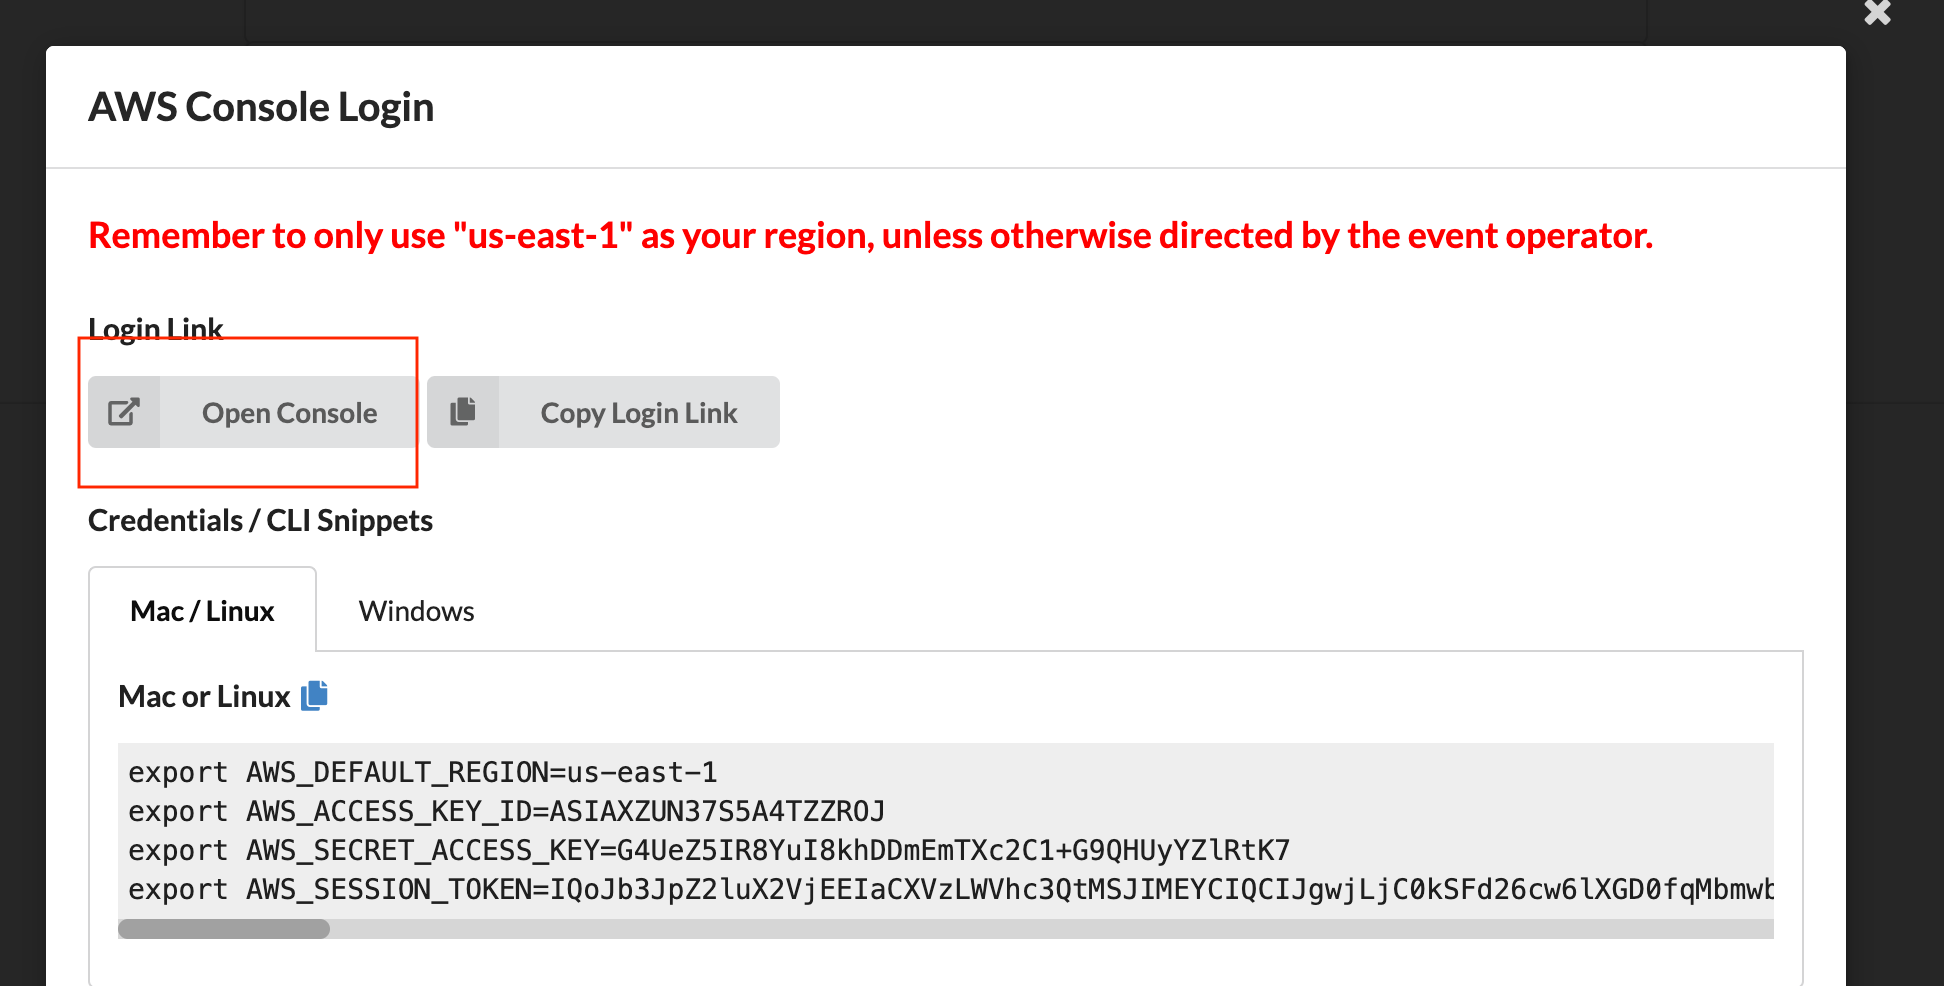 AWS Console Login
Remember to only use "us-east-1" as your region, unless otherwise directed by the event operator.
Login Link
Open Console
Copy Login Link
Credentials / CLI Snippets
Mac / Linux
Windows
Mac or Linux
export AWS_DEFAULT_REGION=us-east-1
export AWS_ACCESS_KEY_ID=ASIAXZUN37S5A4TZZROJ
export AWS_SECRET_ACCESS_KEY=G4UeZ5IR8YuI8khDDmEmTXc2C1+G9QHUyYZlRtK7
export AWS_SESSION_TOKEN=IQoJb3JpZ2luX2VjEEIaCXVzLWVhc3QtMSJIMEYCIQCIJgwjLjC0kSFd26cw6lXGD0fqMbmwb